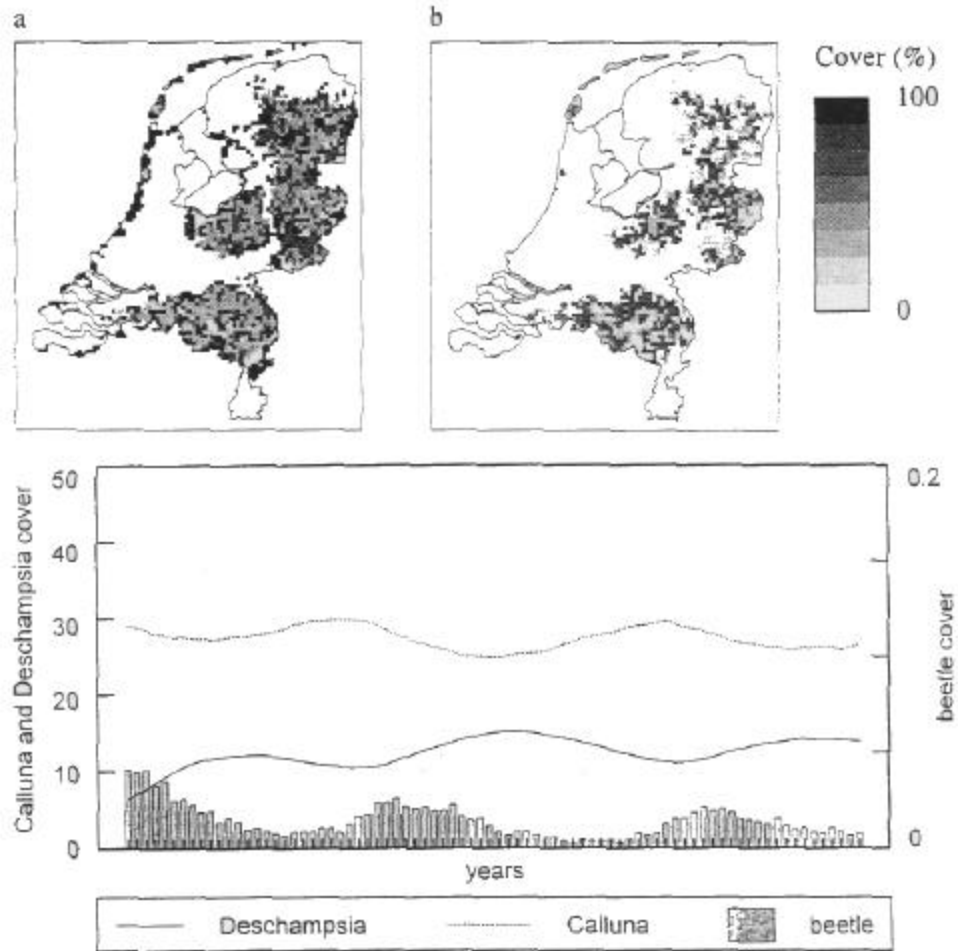 a
b
Cover (%)
100
0
Calluna and Deschampsia cover
50
40
30
20
10
0
0.2
0
beetle cover
years
Deschampsia
Calluna
beetle